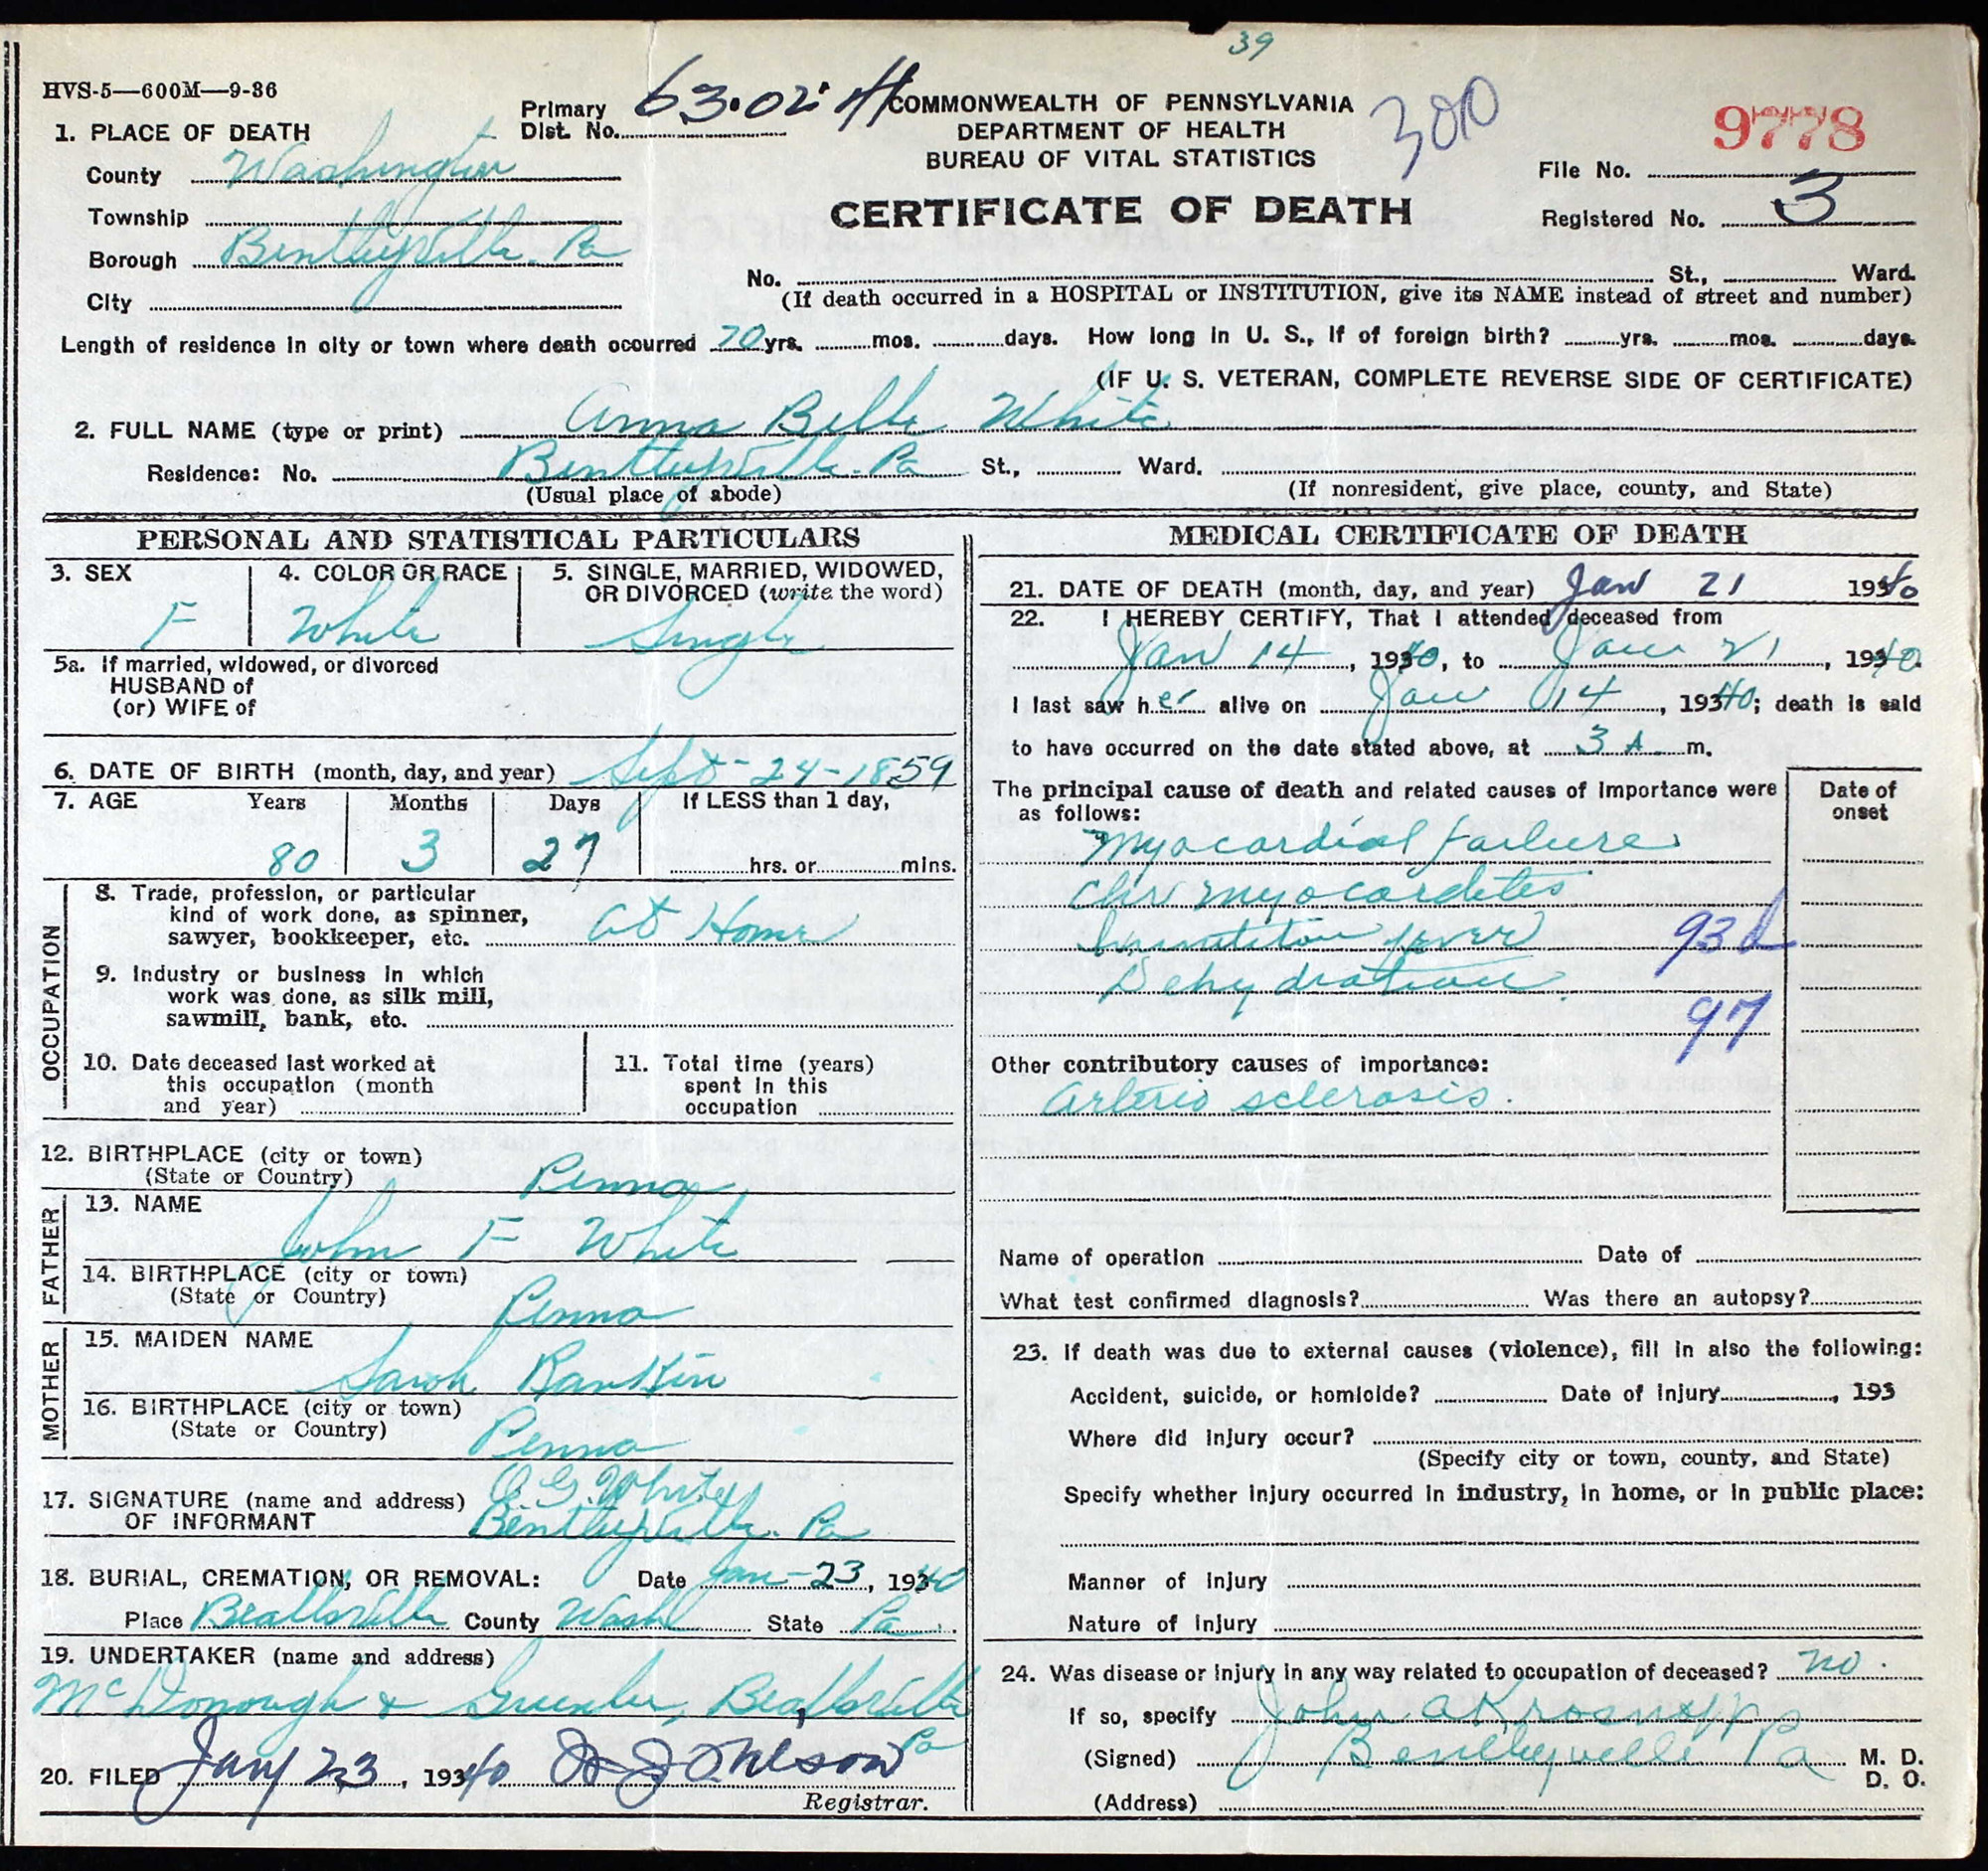 39
HVS-5—600M—9-36
Primary Dist. No. 63.02 H
COMMONWEALTH OF PENNSYLVANIA
DEPARTMENT OF HEALTH
BUREAU OF VITAL STATISTICS
300
9778
File No.
CERTIFICATE OF DEATH
Registered No. 3
1. PLACE OF DEATH
County Washington
Township
Borough Bentleyville. Pa
City
No. St., Ward.
(If death occurred in a HOSPITAL or INSTITUTION, give its NAME instead of street and number)
Length of residence in city or town where death occurred 70 yrs. mos. days. How long in U. S., if of foreign birth? yrs. mos. days.
(IF U. S. VETERAN, COMPLETE REVERSE SIDE OF CERTIFICATE)
2. FULL NAME (type or print) Anna Belle White
Residence: No. Bentleyville. Pa St., Ward.
(Usual place of abode) (If nonresident, give place, county, and State)
PERSONAL AND STATISTICAL PARTICULARS
3. SEX F
4. COLOR OR RACE White
5. SINGLE, MARRIED, WIDOWED,
OR DIVORCED (write the word)
Single
5a. If married, widowed, or divorced
HUSBAND of
(or) WIFE of
6. DATE OF BIRTH (month, day, and year) Sept-24-1859
7. AGE Years Months Days If LESS than 1 day,
80 3 27 hrs. or mins.
OCCUPATION
8. Trade, profession, or particular
kind of work done, as spinner,
sawyer, bookkeeper, etc. at Home
9. Industry or business in which
work was done, as silk mill,
sawmill, bank, etc.
10. Date deceased last worked at
this occupation (month
and year)
11. Total time (years)
spent in this
occupation
12. BIRTHPLACE (city or town)
(State or Country) Penna
FATHER
13. NAME
John F White
14. BIRTHPLACE (city or town)
(State or Country) Penna
MOTHER
15. MAIDEN NAME
Sarah Rankin
16. BIRTHPLACE (city or town)
(State or Country) Penna
17. SIGNATURE (name and address) O. G. White
OF INFORMANT Bentleyville. Pa
18. BURIAL, CREMATION, OR REMOVAL: Date Jan-23, 1940
Place Beallsville County Wash State Pa.
19. UNDERTAKER (name and address)
McDonough & Beallsville
Pa
20. FILED Jan 23, 1940
Registrar.
MEDICAL CERTIFICATE OF DEATH
21. DATE OF DEATH (month, day, and year) Jan 21 1940
22. I HEREBY CERTIFY, That I attended deceased from
Jan 14, 1940, to Jan 21, 1940.
I last saw her alive on Jan 14, 1940; death is said
to have occurred on the date stated above, at 3 A m.
The principal cause of death and related causes of importance were
as follows:
Date of
onset
Myocardial failure
Chr myocardites
fever 93d
Dehydration.
97
Other contributory causes of importance:
arterio sclerosis.
Name of operation Date of
What test confirmed diagnosis? Was there an autopsy?
23. If death was due to external causes (violence), fill in also the following:
Accident, suicide, or homicide? Date of injury , 193
Where did injury occur?
(Specify city or town, county, and State)
Specify whether injury occurred in industry, in home, or in public place:
Manner of injury
Nature of injury
24. Was disease or injury in any way related to occupation of deceased? no.
If so, specify John A
(Signed) Bentleyville Pa M. D.
D. O.
(Address)